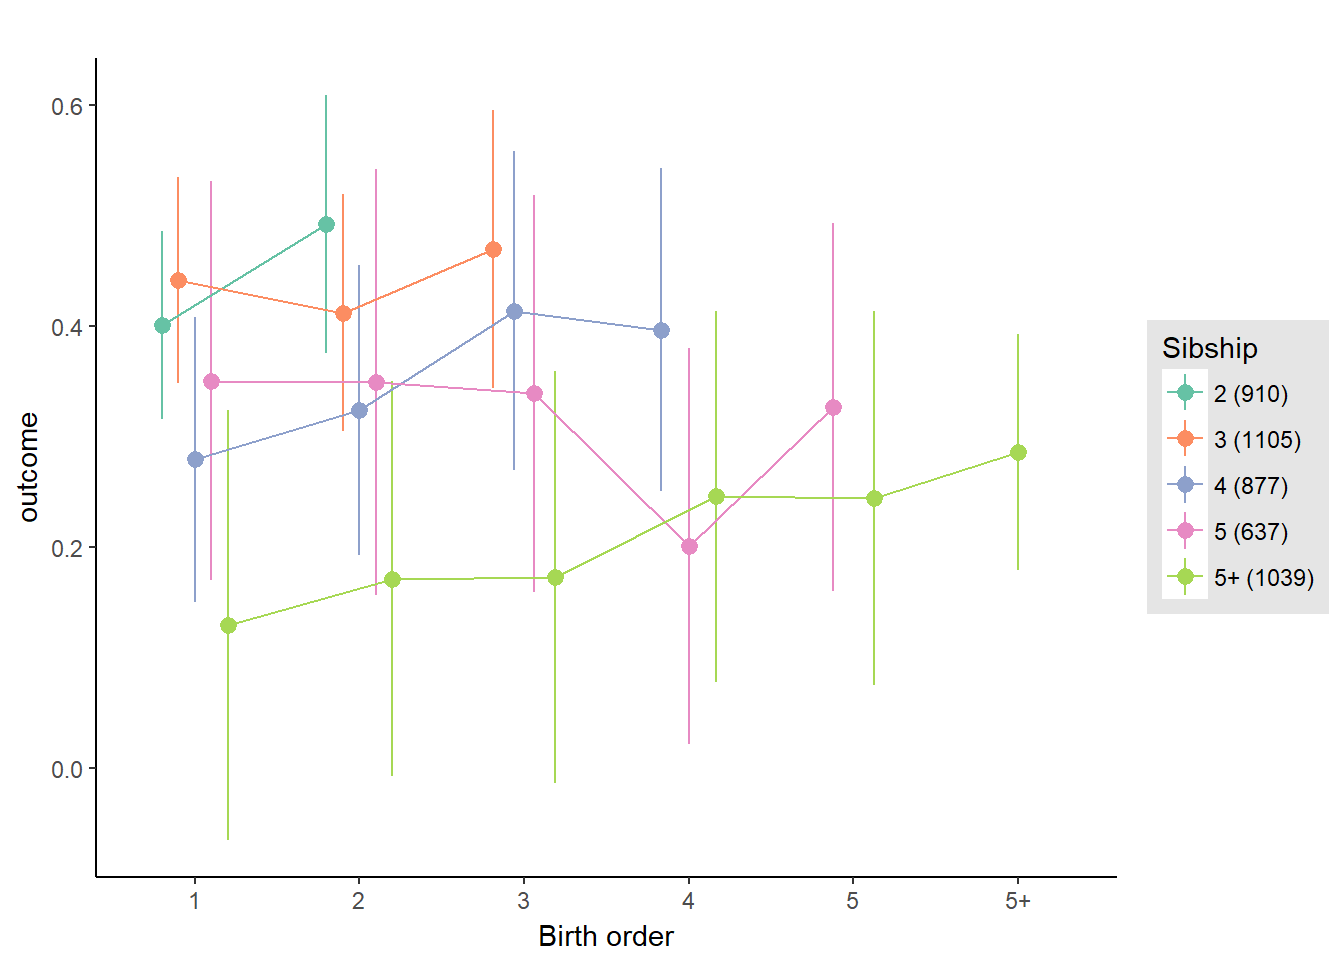 0.6
0.4
0.2
0.0
outcome
1 2 3 4 5 5+
Birth order
Sibship
2 (910)
3 (1105)
4 (877)
5 (637)
5+ (1039)